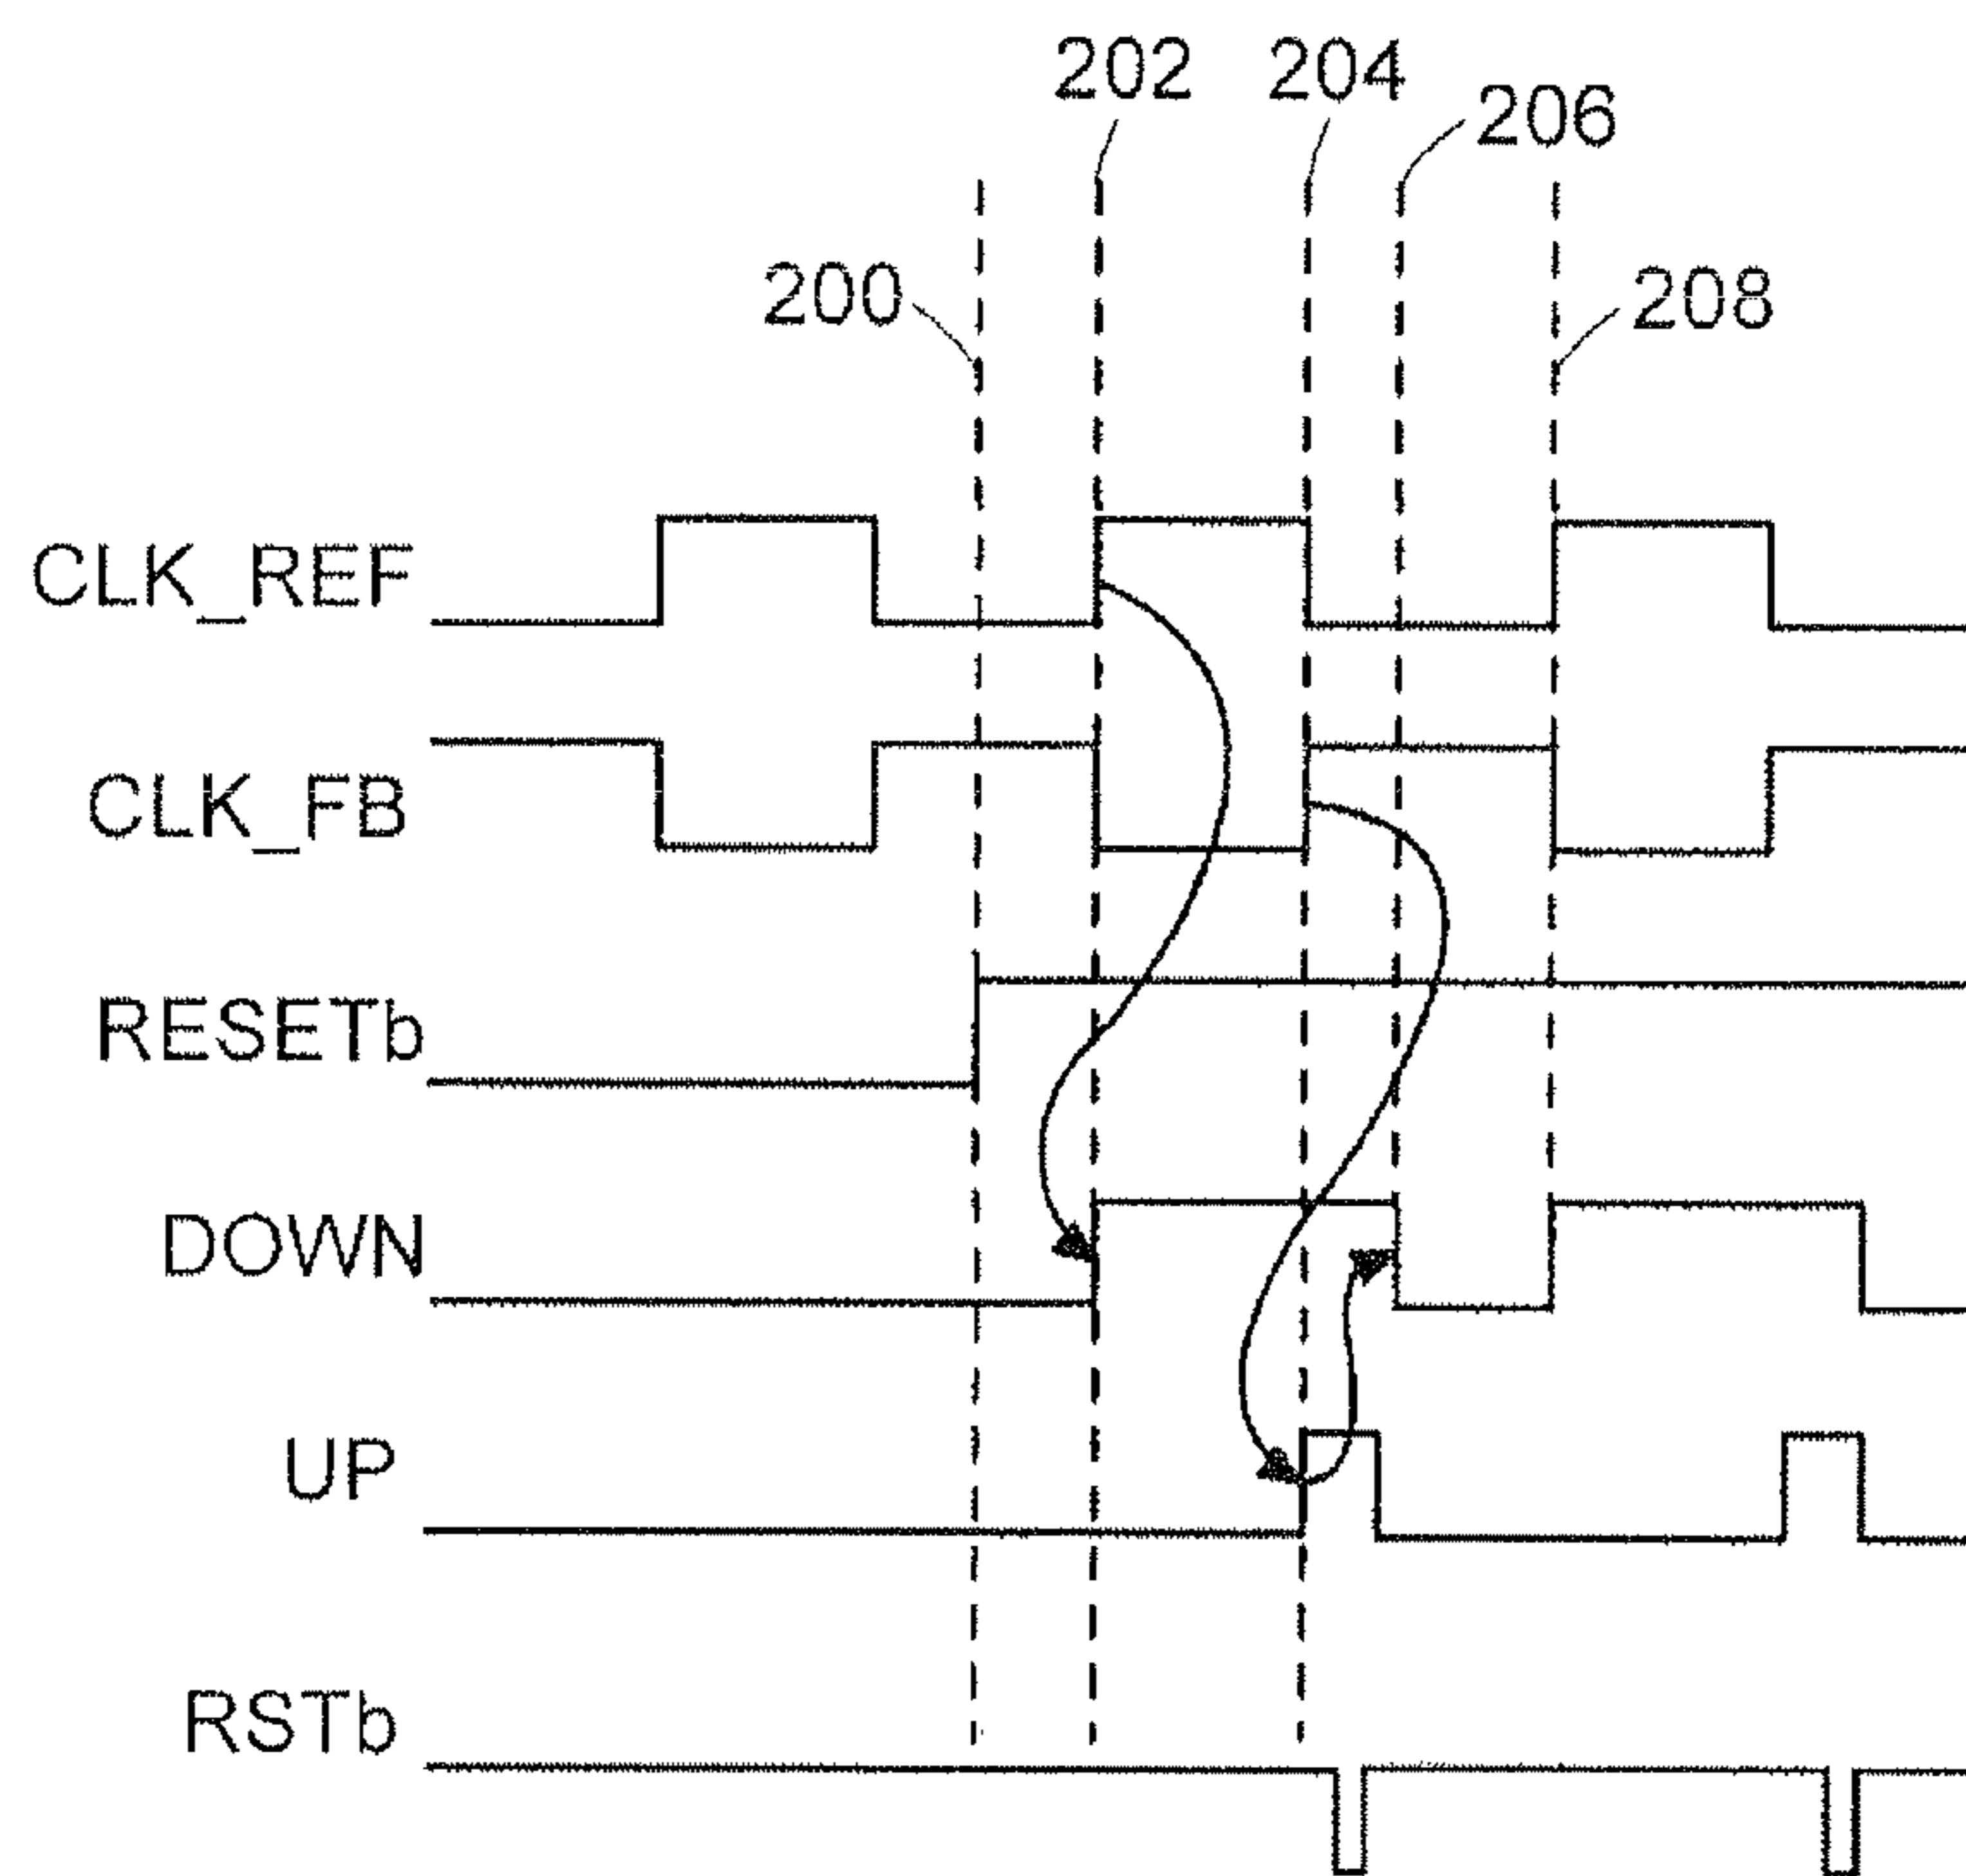 202
204
206
200
208
CLK_REF
CLK_FB
RESETb
DOWN
UP
RSTb